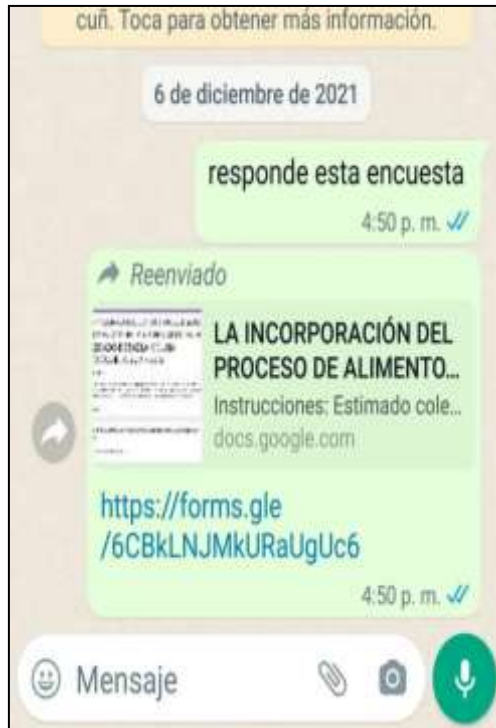 cuñ. Toca para obtener más información.
6 de diciembre de 2021
responde esta encuesta
4:50 p. m.
Reenviado
LA INCORPORACIÓN DEL
PROCESO DE ALIMENTO...
Instrucciones: Estimado cole...
docs.google.com
https://forms.gle
/6CBkLNJMkURaUgUc6
4:50 p. m.
Mensaje